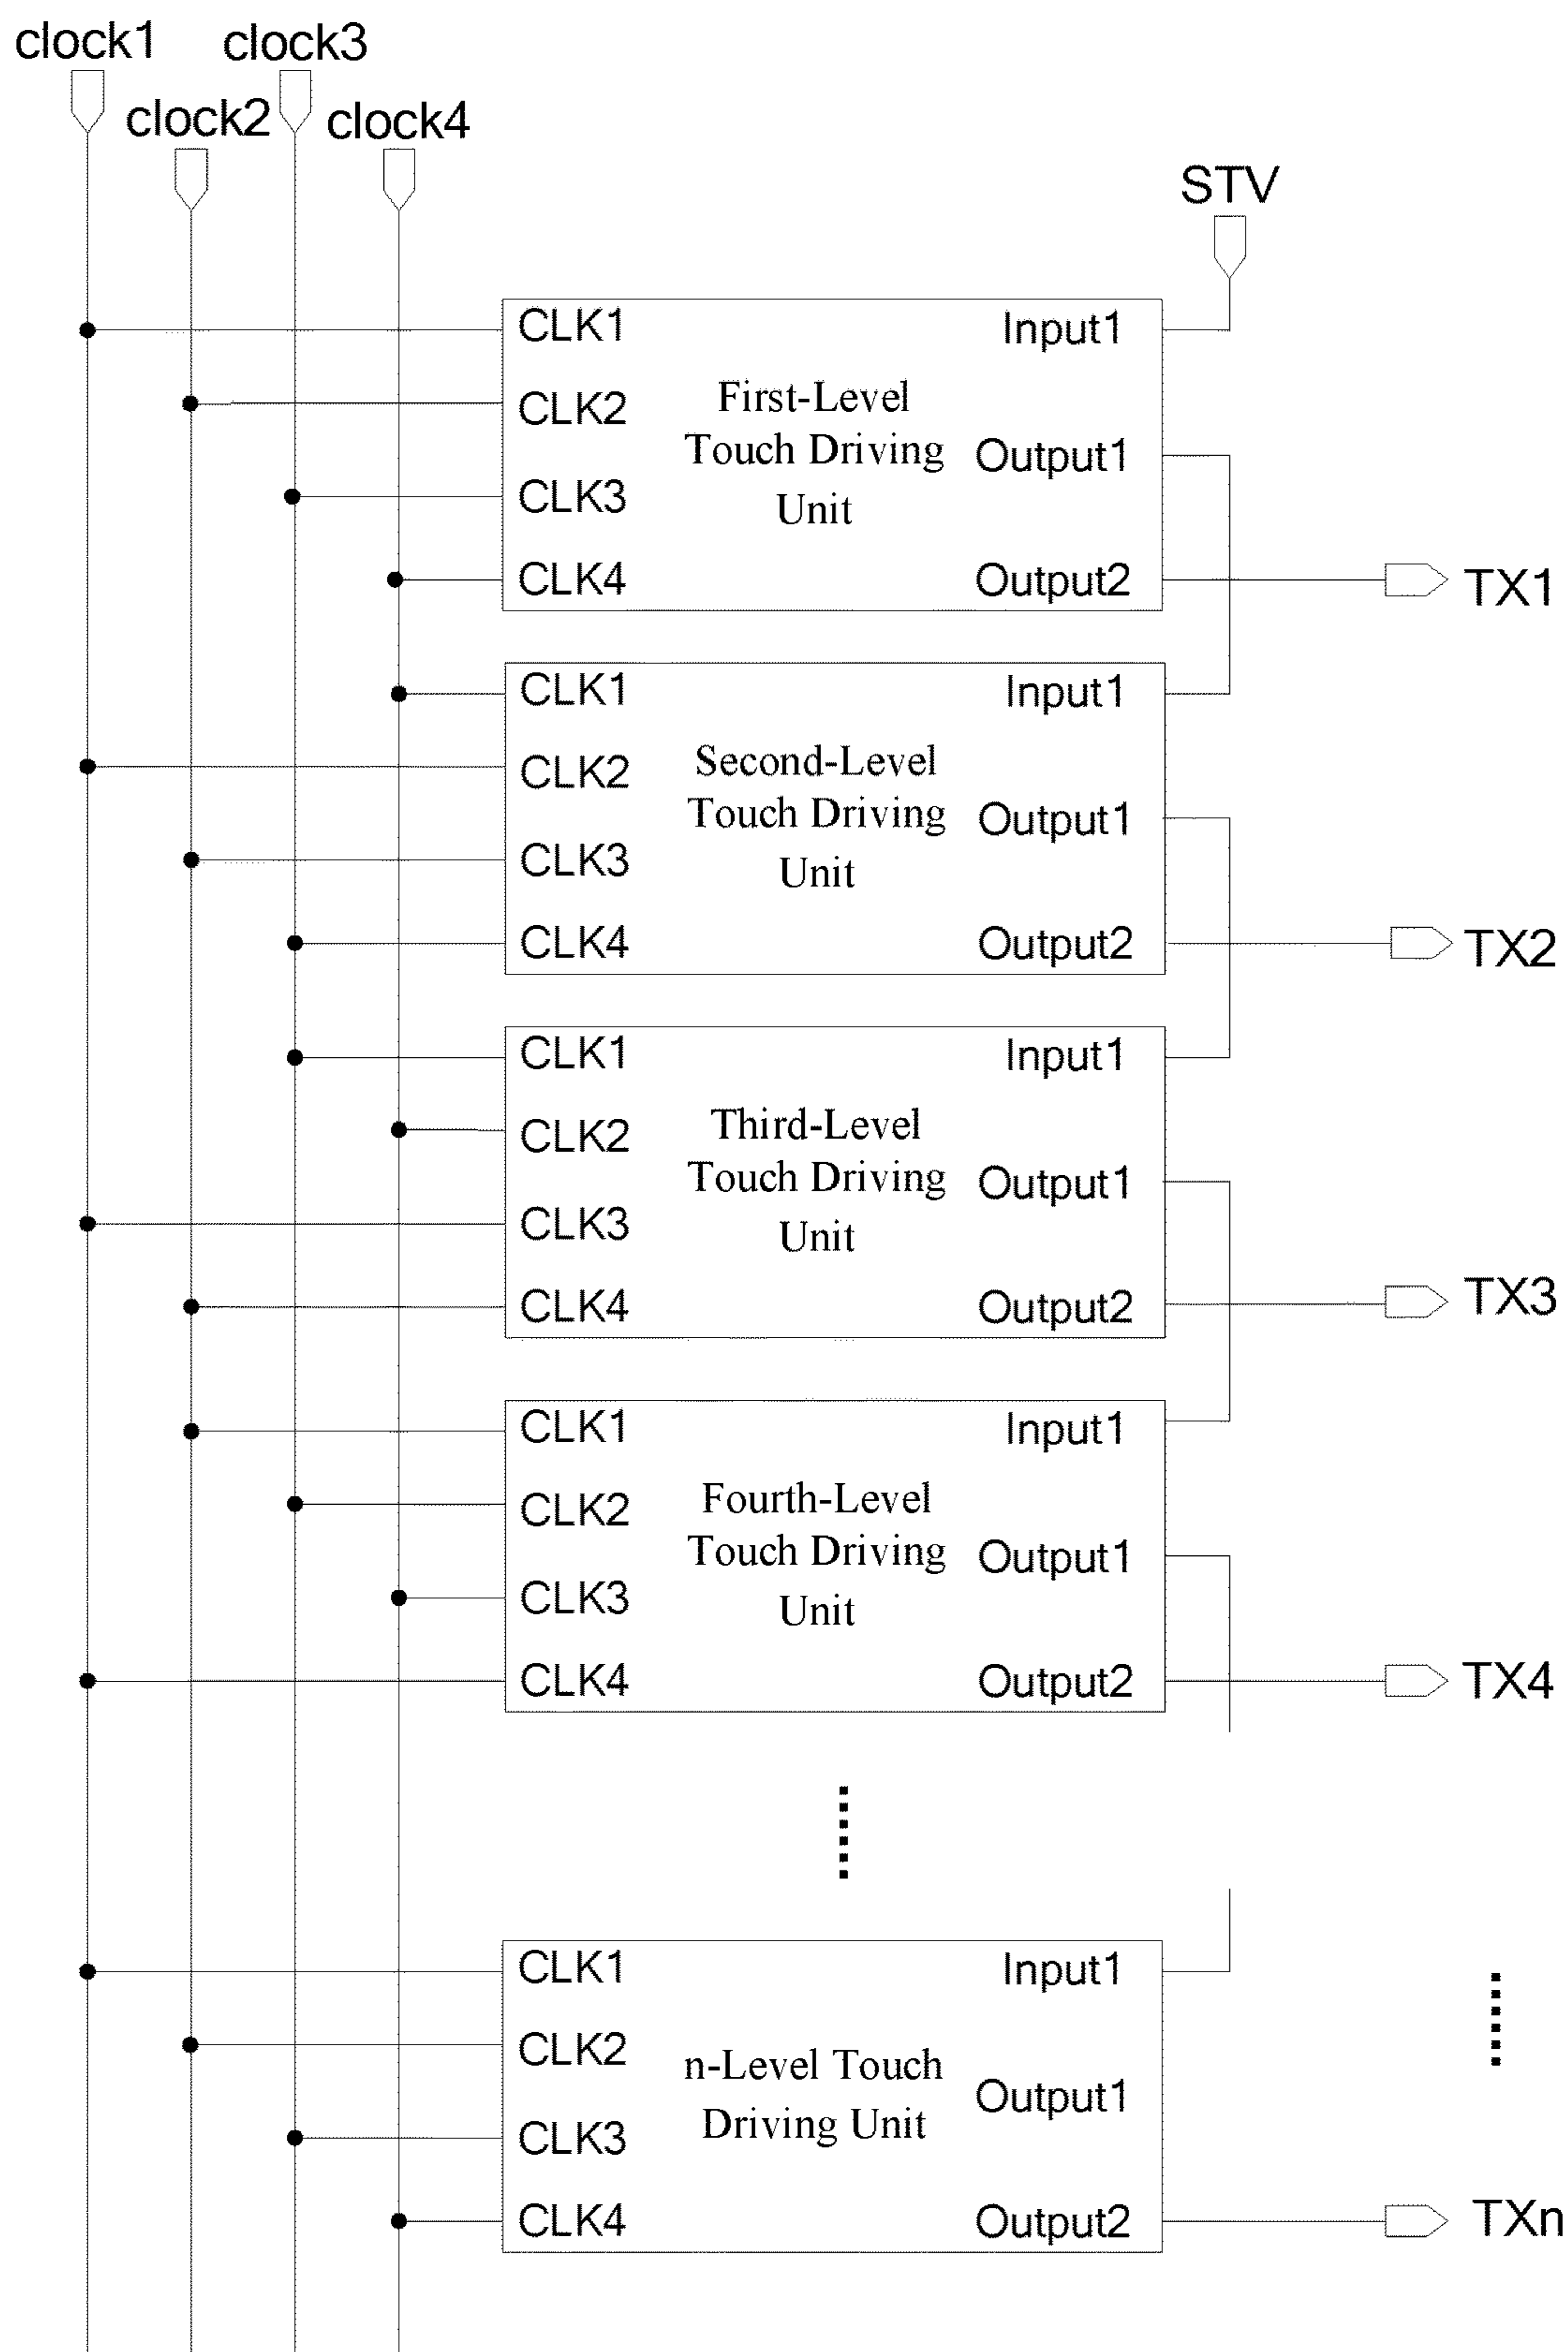 clock1
clock3
clock2
clock4
STV
CLK1
Input1
First-Level
CLK2
Touch Driving
Output1
CLK3
Unit
CLK4
Output2
TX1
CLK1
Input1
Second-Level
CLK2
Touch Driving
Output1
CLK3
Unit
CLK4
Output2
TX2
CLK1
Input1
Third-Level
CLK2
Touch Driving
Output1
CLK3
Unit
CLK4
Output2
TX3
CLK1
Input1
Fourth-Level
CLK2
Touch Driving
Output1
CLK3
Unit
CLK4
Output2
TX4
CLK1
Input1
CLK2
n-Level Touch
Output1
Driving Unit
CLK3
CLK4
Output2
TXn